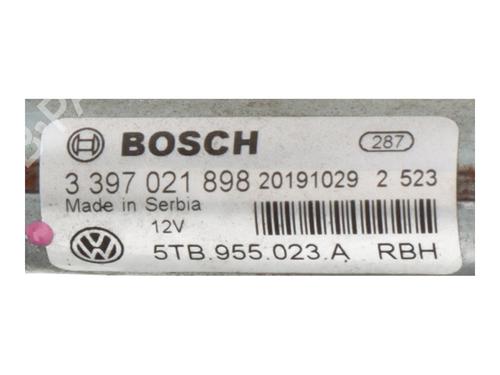 BOSCH 287
3 397 021 898 20191029 2 523
Made in Serbia
12V
5TB.955.023.A RBH